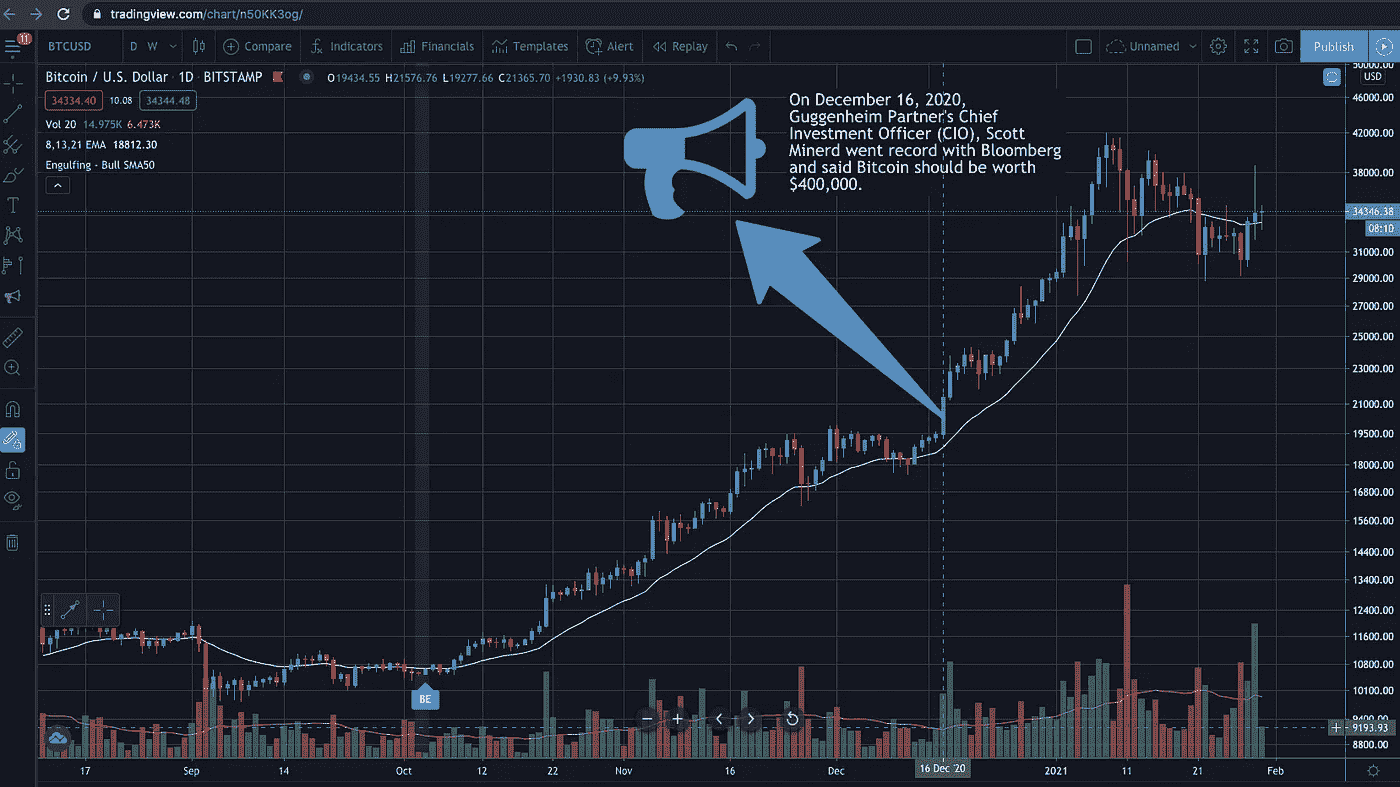 tradingview.com/chart/n50KK3og/
11
BTCUSD D W Compare Indicators Financials Templates Alert Replay Unnamed Publish
Bitcoin / U.S. Dollar 1D BITSTAMP O19434.55 H21576.76 L19277.66 C21365.70 +1930.83 (+9.93%)
34334.40 10.08 34344.48
Vol 20 14.975K 6.473K
8,13,21 EMA 18812.30
Engulfing - Bull SMA50
On December 16, 2020,
Guggenheim Partner's Chief
Investment Officer (CIO), Scott
Minerd went record with Bloomberg
and said Bitcoin should be worth
$400,000.
BE
50000.00
USD
46000.00
42000.00
38000.00
34346.38
08:10
31000.00
29000.00
27000.00
25000.00
23000.00
21000.00
19500.00
18000.00
16800.00
15600.00
14400.00
13400.00
12400.00
11600.00
10800.00
10100.00
9400.00
9193.93
8800.00
17 Sep 14 Oct 12 22 Nov 16 Dec 16 Dec '20 2021 11 21 Feb